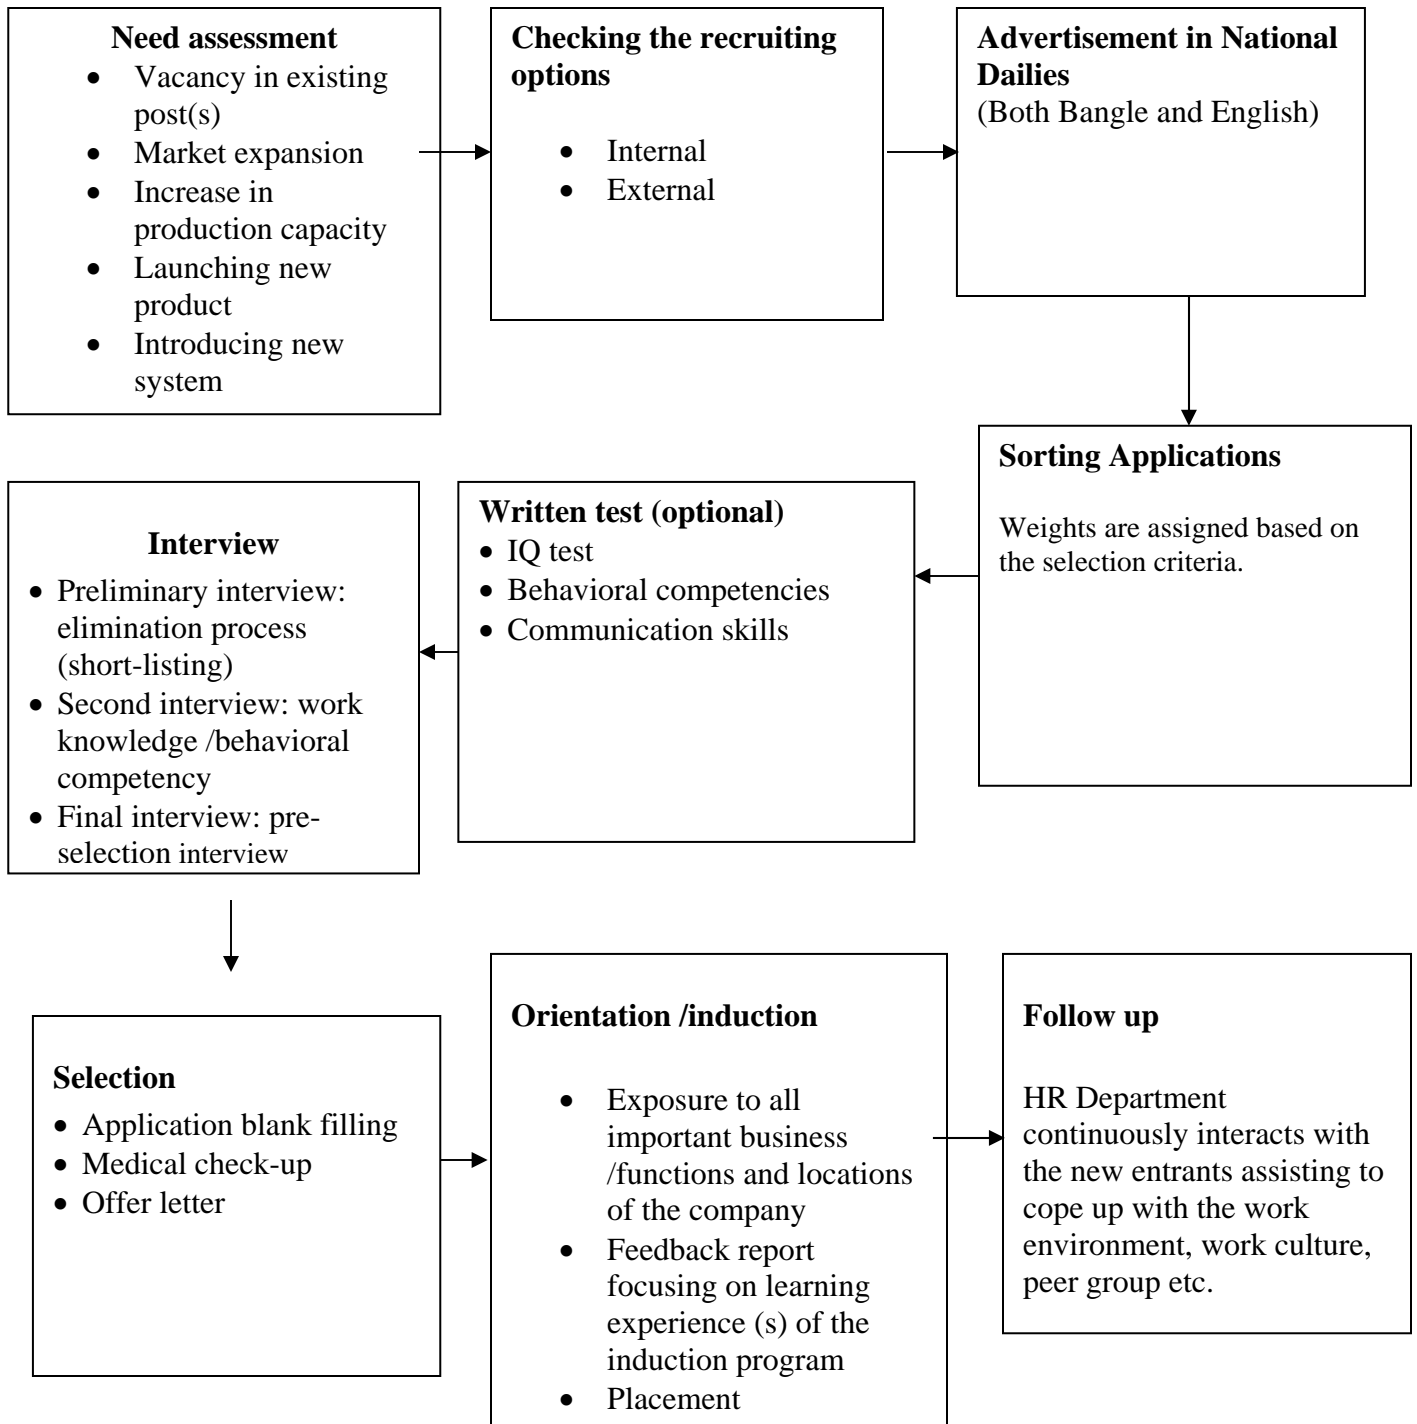 Need assessment
• Vacancy in existing
post(s)
• Market expansion
• Increase in
production capacity
• Launching new
product
• Introducing new
system
Checking the recruiting
options
• Internal
• External
Advertisement in National
Dailies
(Both Bangle and English)
Sorting Applications
Weights are assigned based on
the selection criteria.
Written test (optional)
• IQ test
• Behavioral competencies
• Communication skills
Interview
• Preliminary interview:
elimination process
(short-listing)
• Second interview: work
knowledge /behavioral
competency
• Final interview: pre-
selection interview
Selection
• Application blank filling
• Medical check-up
• Offer letter
Orientation /induction
• Exposure to all
important business
/functions and locations
of the company
• Feedback report
focusing on learning
experience (s) of the
induction program
• Placement
Follow up
HR Department
continuously interacts with
the new entrants assisting to
cope up with the work
environment, work culture,
peer group etc.